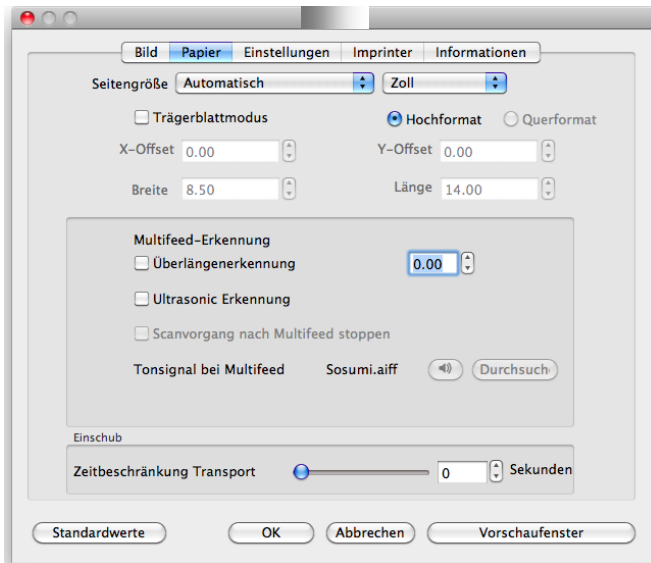 Bild Papier Einstellungen Imprinter Informationen
Seitengröße Automatisch Zoll
Trägerblattmodus Hochformat Querformat
X-Offset 0.00 Y-Offset 0.00
Breite 8.50 Länge 14.00
Multifeed-Erkennung
Überlängenerkennung 0.00
Ultrasonic Erkennung
Scanvorgang nach Multifeed stoppen
Tonsignal bei Multifeed Sosumi.aiff Durchsuch
Einschub
Zeitbeschränkung Transport 0 Sekunden
Standardwerte OK Abbrechen Vorschaufenster